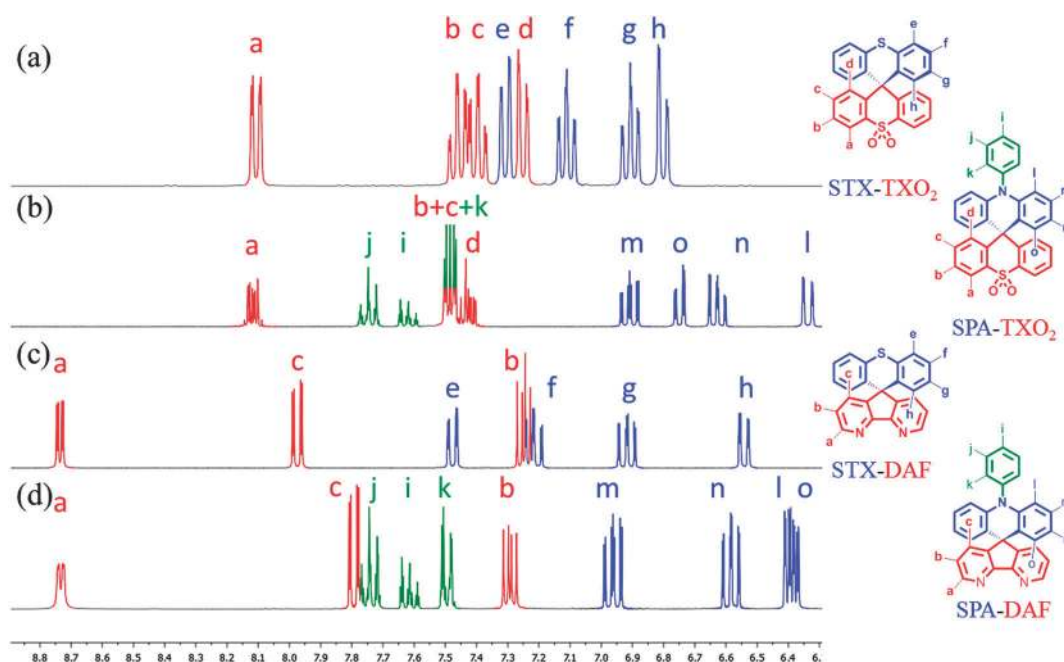 (a)
a
b c e d f g h
e
S
f
d
g
c
h
b
S
O O
a
STX-TXO₂
(b)
a j i b+c+k d m o n l
i
j
k
l
N
d
c
o
b
S
O O
a
SPA-TXO₂
(c)
a c e b f g h
e
S
f
c
g
b
h
a
N N
STX-DAF
(d)
a c j i k b m n l o
i
j
k
l
N
c
b
o
a
N N
SPA-DAF
8.8 8.7 8.6 8.5 8.4 8.3 8.2 8.1 8.0 7.9 7.8 7.7 7.6 7.5 7.4 7.3 7.2 7.1 7.0 6.9 6.8 6.7 6.6 6.5 6.4 6.